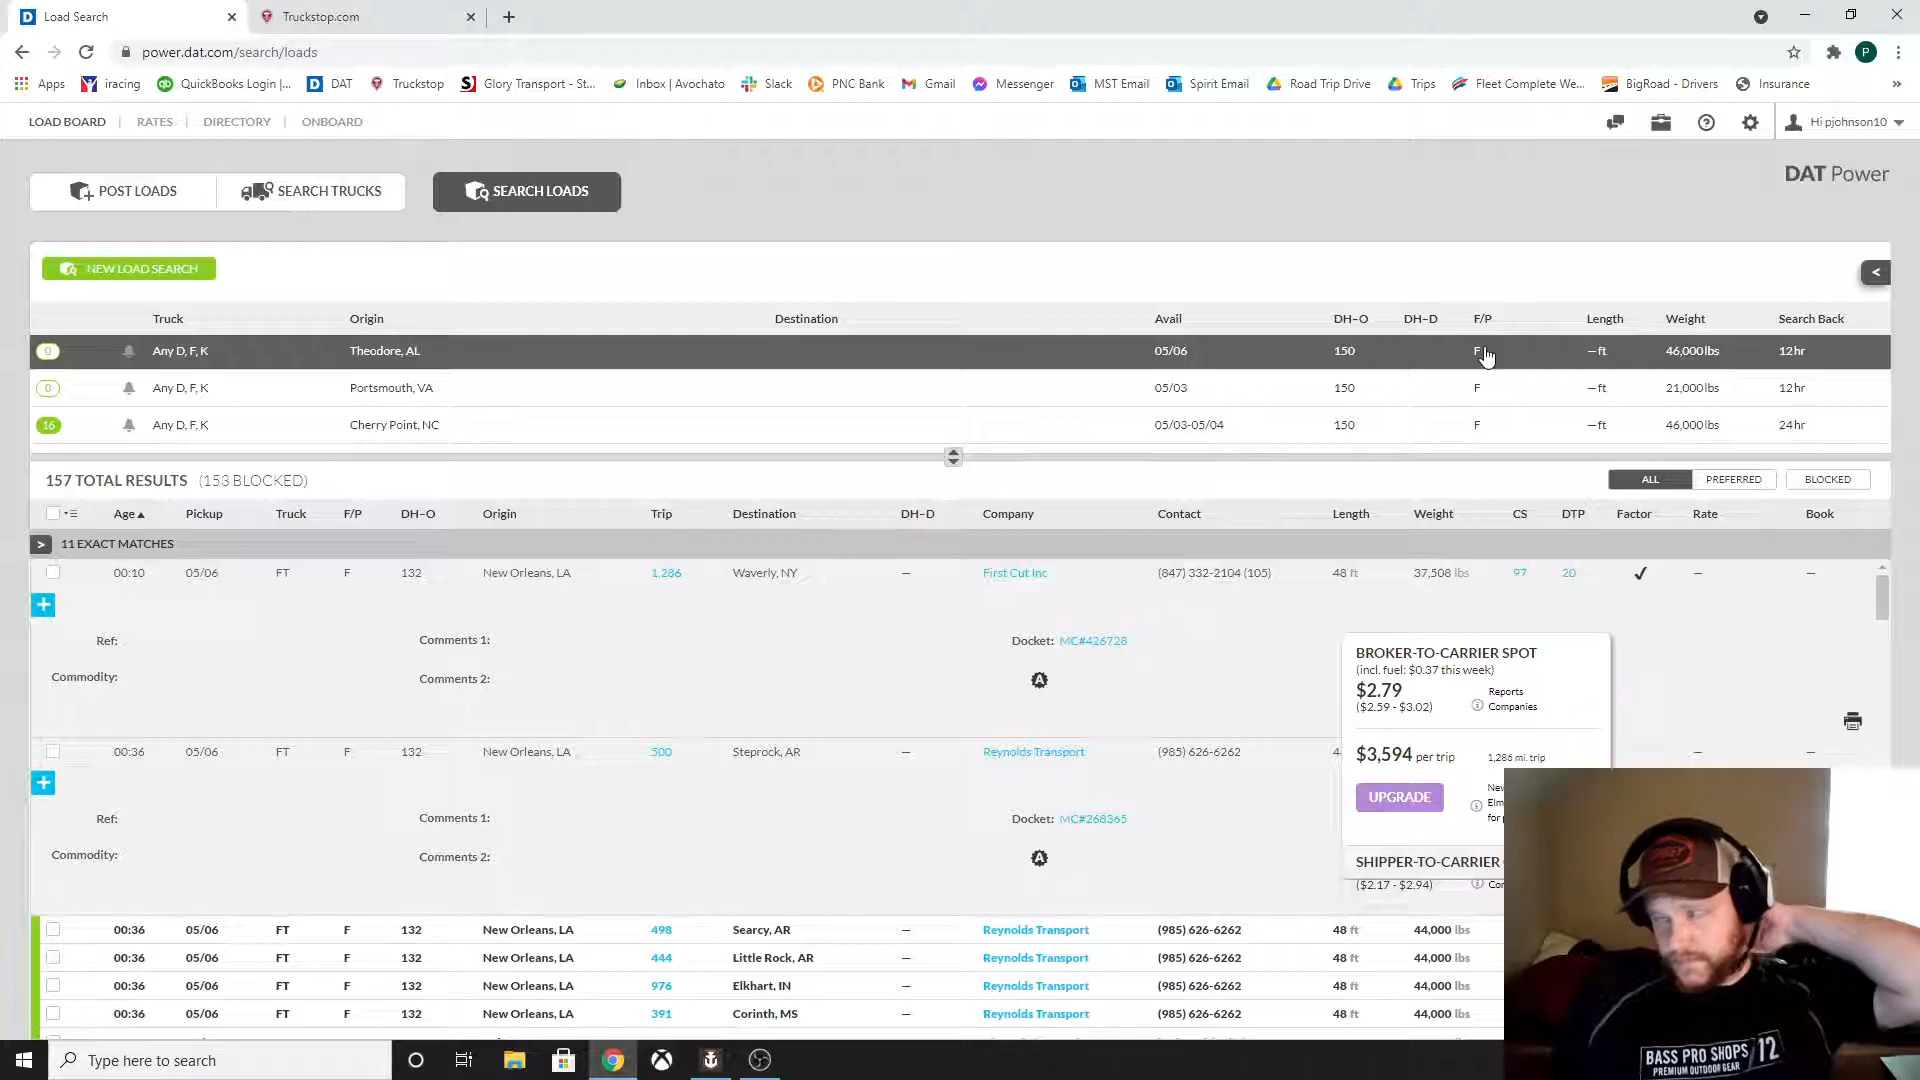 Load Search
Truckstop.com
power.dat.com/search/loads
P
Apps iracing QuickBooks Login |... DAT Truckstop Glory Transport - St... Inbox | Avochato Slack PNC Bank Gmail Messenger MST Email Spirit Email Road Trip Drive Trips Fleet Complete We... BigRoad - Drivers Insurance »
LOAD BOARD | RATES | DIRECTORY | ONBOARD
Hi pjohnson10
POST LOADS SEARCH TRUCKS SEARCH LOADS
DAT Power
NEW LOAD SEARCH
<
Truck Origin Destination Avail DH-O DH-D F/P Length Weight Search Back
0 Any D, F, K Theodore, AL 05/06 150 F — ft 46,000 lbs 12 hr
0 Any D, F, K Portsmouth, VA 05/03 150 F — ft 21,000 lbs 12 hr
16 Any D, F, K Cherry Point, NC 05/03-05/04 150 F — ft 46,000 lbs 24 hr
157 TOTAL RESULTS (153 BLOCKED)
ALL PREFERRED BLOCKED
Age Pickup Truck F/P DH-O Origin Trip Destination DH-D Company Contact Length Weight CS DTP Factor Rate Book
> 11 EXACT MATCHES
00:10 05/06 FT F 132 New Orleans, LA 1,286 Waverly, NY — First Cut Inc (847) 332-2104 (105) 48 ft 37,508 lbs 97 20 ✓ — —
+
Ref: Comments 1: Docket: MC#426728
Commodity: Comments 2: A
BROKER-TO-CARRIER SPOT
(incl. fuel: $0.37 this week)
$2.79 Reports
($2.59 - $3.02) Companies
$3,594 per trip 1,286 mi. trip
UPGRADE
New
Elm
for
SHIPPER-TO-CARRIER
($2.17 - $2.94)
00:36 05/06 FT F 132 New Orleans, LA 500 Steprock, AR — Reynolds Transport (985) 626-6262 4 — —
+
Ref: Comments 1: Docket: MC#268365
Commodity: Comments 2: A
00:36 05/06 FT F 132 New Orleans, LA 498 Searcy, AR — Reynolds Transport (985) 626-6262 48 ft 44,000 lbs
00:36 05/06 FT F 132 New Orleans, LA 444 Little Rock, AR — Reynolds Transport (985) 626-6262 48 ft 44,000 lbs
00:36 05/06 FT F 132 New Orleans, LA 976 Elkhart, IN — Reynolds Transport (985) 626-6262 48 ft 44,000 lbs
00:36 05/06 FT F 132 New Orleans, LA 391 Corinth, MS — Reynolds Transport (985) 626-6262 48 ft 44,000 lbs
BASS PRO SHOPS 12
PREMIUM OUTDOOR GEAR
Type here to search